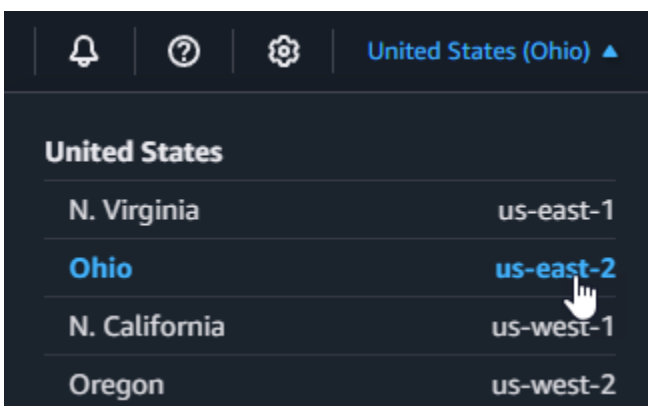 United States (Ohio) ▲
United States
N. Virginia us-east-1
Ohio us-east-2
N. California us-west-1
Oregon us-west-2